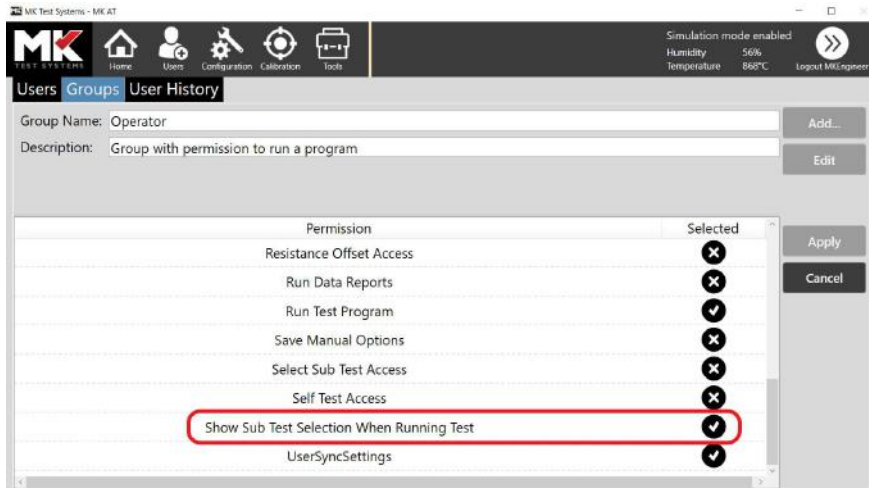 MK Test Systems - MK AT
MK
TEST SYSTEMS
Home
Users
Configuration
Calibration
Tools
Simulation mode enabled
Humidity 56%
Temperature 868°C
Logout MKEngineer
Users Groups User History
Group Name: Operator
Add...
Description: Group with permission to run a program
Edit
Permission Selected
Resistance Offset Access
Apply
Run Data Reports
Cancel
Run Test Program
Save Manual Options
Select Sub Test Access
Self Test Access
Show Sub Test Selection When Running Test
UserSyncSettings